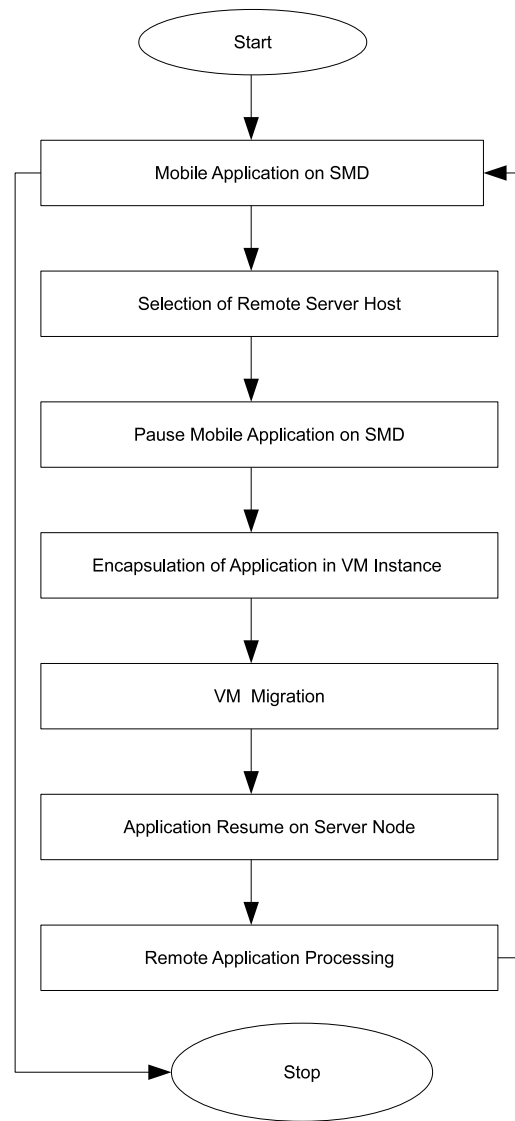 Start
Mobile Application on SMD
Selection of Remote Server Host
Pause Mobile Application on SMD
Encapsulation of Application in VM Instance
VM Migration
Application Resume on Server Node
Remote Application Processing
Stop